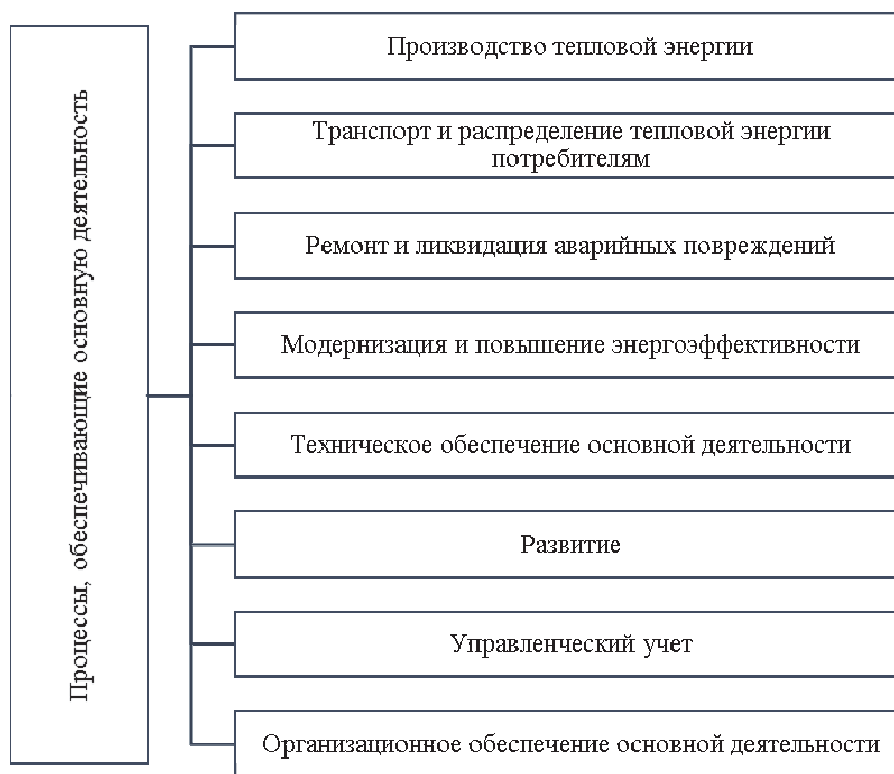 Процессы, обеспечивающие основную деятельность
Производство тепловой энергии
Транспорт и распределение тепловой энергии
потребителям
Ремонт и ликвидация аварийных повреждений
Модернизация и повышение энергоэффективности
Техническое обеспечение основной деятельности
Развитие
Управленческий учет
Организационное обеспечение основной деятельности